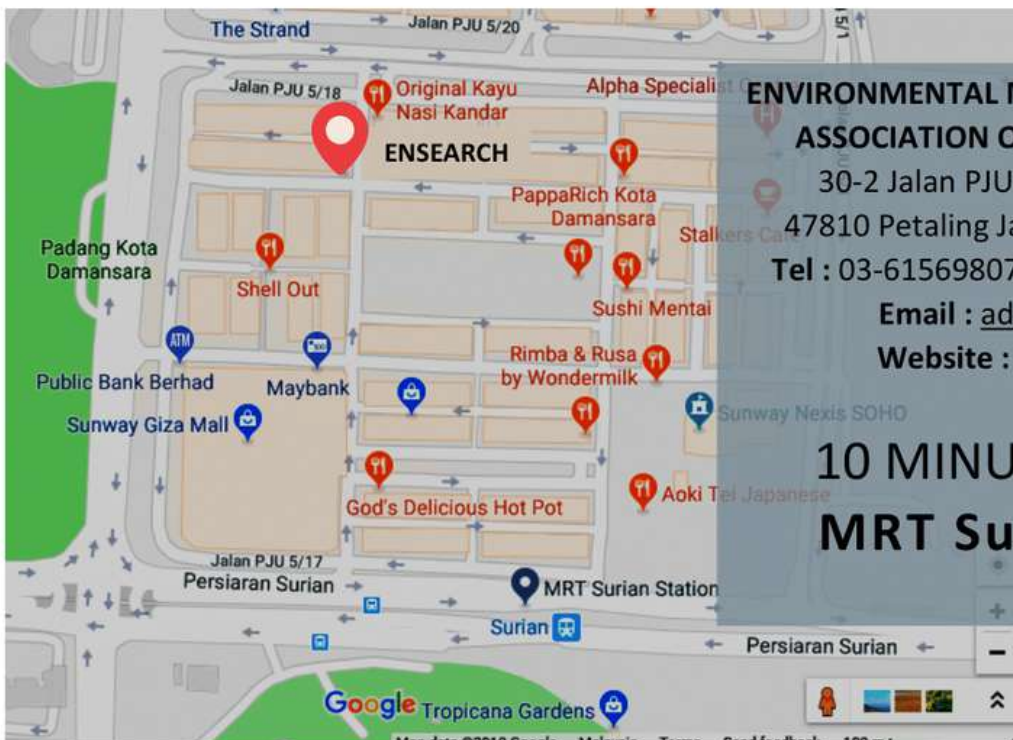 The Strand
Jalan PJU 5/20
5/1
Jalan PJU 5/18
Original Kayu
Nasi Kandar
Alpha Specialist
ENSEARCH
ENVIRONMENTAL
ASSOCIATION
30-2 Jalan PJU
47810 Petaling
Tel : 03-61569807
Email : ad
Website :
PappaRich Kota
Damansara
Stalkers Cafe
Padang Kota
Damansara
Shell Out
Sushi Mentai
ATM
Public Bank Berhad
Maybank
Rimba & Rusa
by Wondermilk
Sunway Giza Mall
Sunway Nexis SOHO
10 MINU
MRT Su
God's Delicious Hot Pot
Aoki Tei Japanese
Jalan PJU 5/17
Persiaran Surian
MRT Surian Station
Surian
Persiaran Surian
Google
Tropicana Gardens